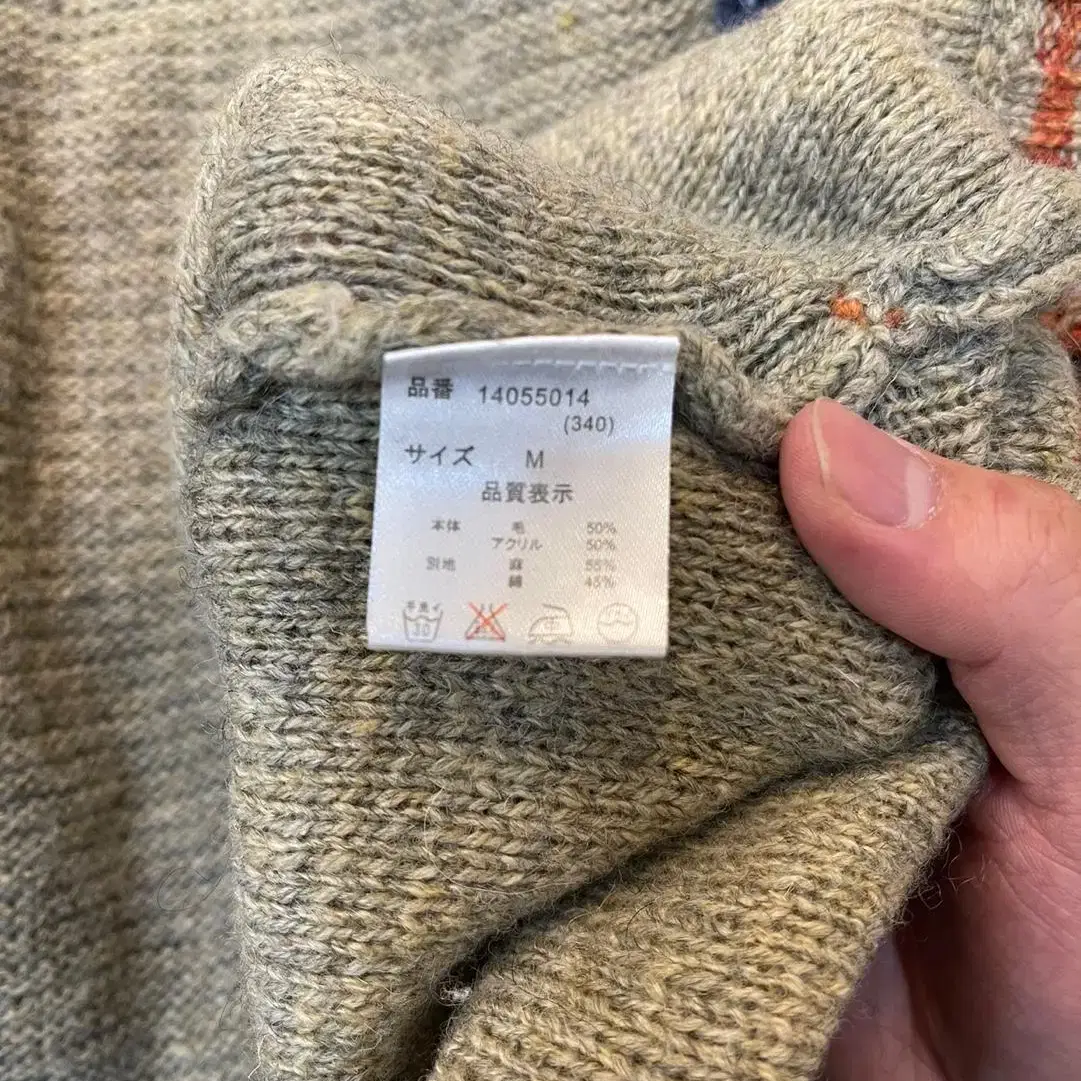 品番 14055014
(340)
サイズ M
品質表示
本体 毛 50%
アクリル 50%
別地 麻 55%
綿 45%
手洗イ
30